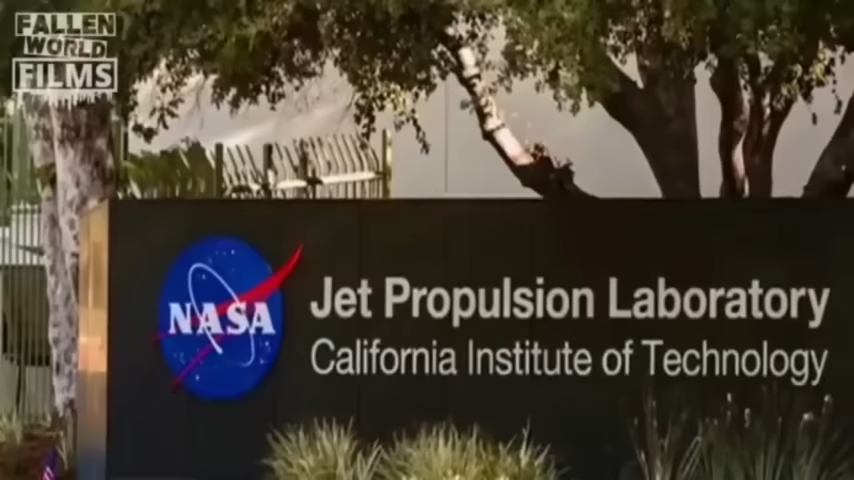 FALLEN
WORLD
FILMS
NASA
Jet Propulsion Laboratory
California Institute of Technology